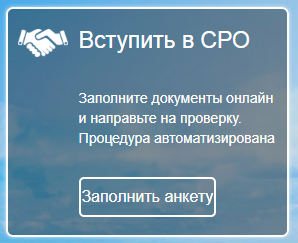 Вступить в СРО
Заполните документы онлайн
и направьте на проверку.
Процедура автоматизирована
Заполнить анкету